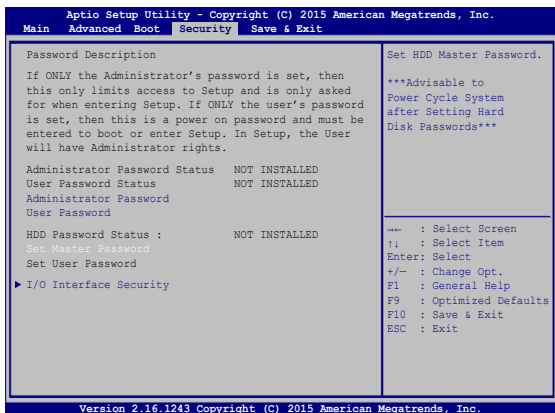 Aptio Setup Utility - Copyright (C) 2015 American Megatrends, Inc.
Main Advanced Boot Security Save & Exit
Password Description
If ONLY the Administrator's password is set, then
this only limits access to Setup and is only asked
for when entering Setup. If ONLY the user's password
is set, then this is a power on password and must be
entered to boot or enter Setup. In Setup, the User
will have Administrator rights.
Administrator Password Status NOT INSTALLED
User Password Status NOT INSTALLED
Administrator Password
User Password
HDD Password Status : NOT INSTALLED
Set Master Password
Set User Password
I/O Interface Security
Set HDD Master Password.
***Advisable to
Power Cycle System
after Setting Hard
Disk Passwords***
→← : Select Screen
↑↓ : Select Item
Enter: Select
+/— : Change Opt.
F1 : General Help
F9 : Optimized Defaults
F10 : Save & Exit
ESC : Exit
Version 2.16.1243 Copyright (C) 2015 American Megatrends, Inc.